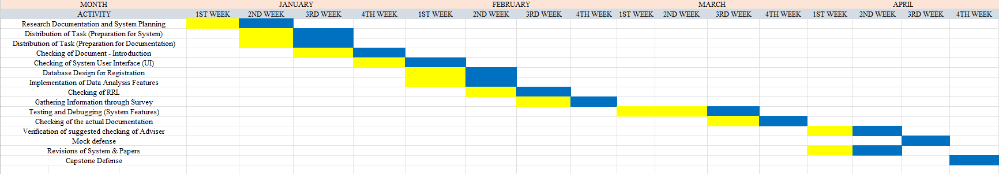 MONTH JANUARY FEBRUARY MARCH APRIL
ACTIVITY 1ST WEEK 2ND WEEK 3RD WEEK 4TH WEEK 1ST WEEK 2ND WEEK 3RD WEEK 4TH WEEK 1ST WEEK 2ND WEEK 3RD WEEK 4TH WEEK 1ST WEEK 2ND WEEK 3RD WEEK 4TH WEEK
Research Documentation and System Planning
Distribution of Task (Preparation for System)
Distribution of Task (Preparation for Documentation)
Checking of Document - Introduction
Checking of System User Interface (UI)
Database Design for Registration
Implementation of Data Analysis Features
Checking of RRL
Gathering Information through Survey
Testing and Debugging (System Features)
Checking of the actual Documentation
Verification of suggested checking of Adviser
Mock defense
Revisions of System & Papers
Capstone Defense